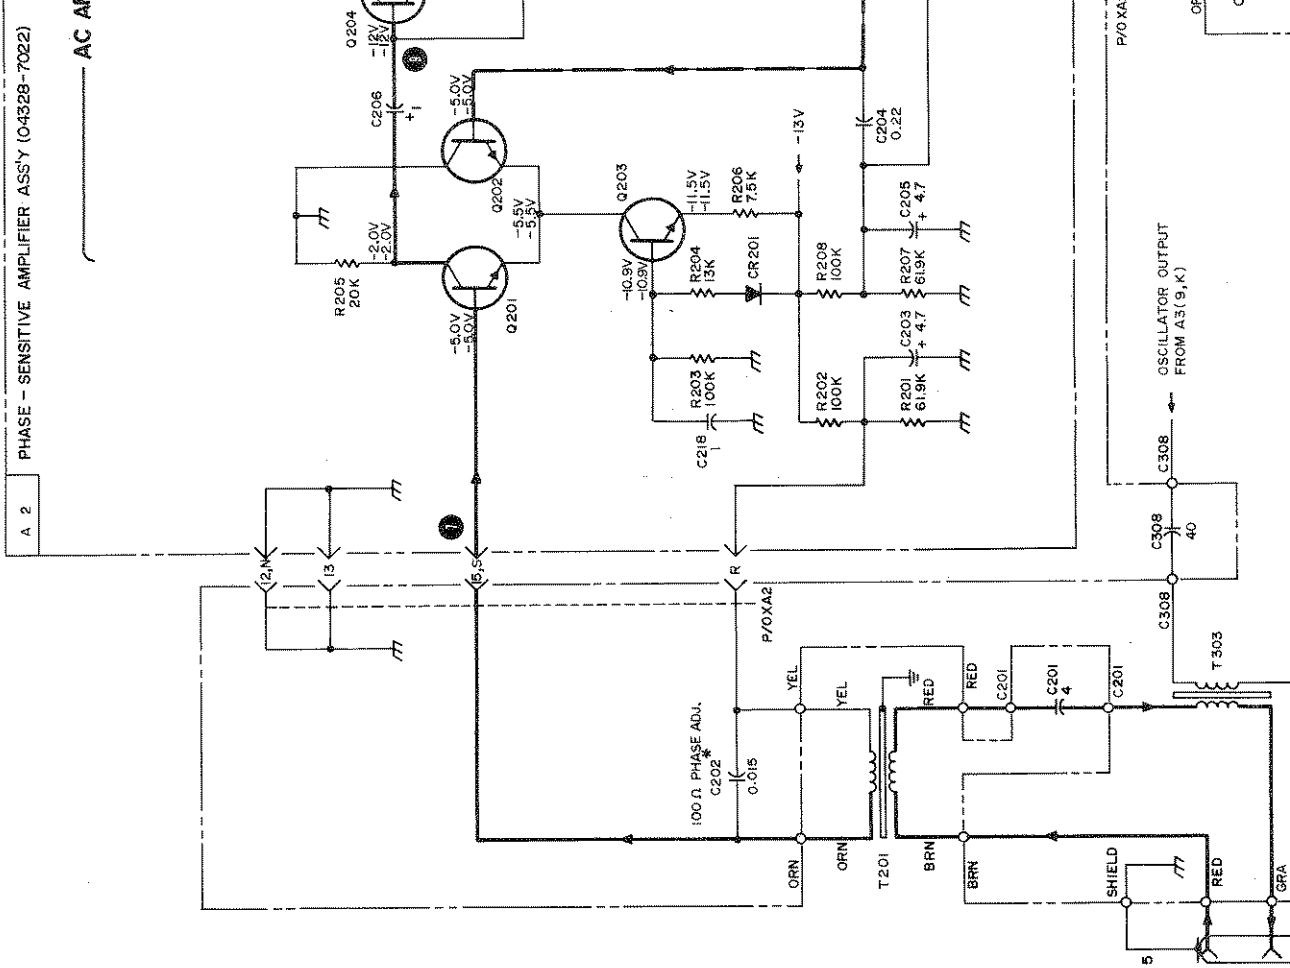 A 2
PHASE - SENSITIVE AMPLIFIER ASS'Y (04328-7022)
AC A
Q204
-12V
-12V
C206
+ 1
-5.0V
-5.0V
Q202
-2.0V
-2.0V
R205
20K
-5.5V
-5.5V
Q201
-5.0V
-5.0V
Q203
-11.5V
-11.5V
R206
7.5K
-13V
C204
0.22
-10.9V
-10.9V
R204
13K
CR201
R208
100K
C205
+ 4.7
R207
61.9K
R203
100K
C218
1
R202
100K
C203
+ 4.7
R201
61.9K
12,N
13
15,S
R
P/O XA2
P/O XA
OSCILLATOR OUTPUT
FROM A3(9,K)
C308
C308
40
C308
T303
100 Ω PHASE ADJ.
C202 *
0.015
YEL
YEL
ORN
ORN
T201
RED
RED
BRN
BRN
C201
C201
4
C201
SHIELD
RED
GRA
5